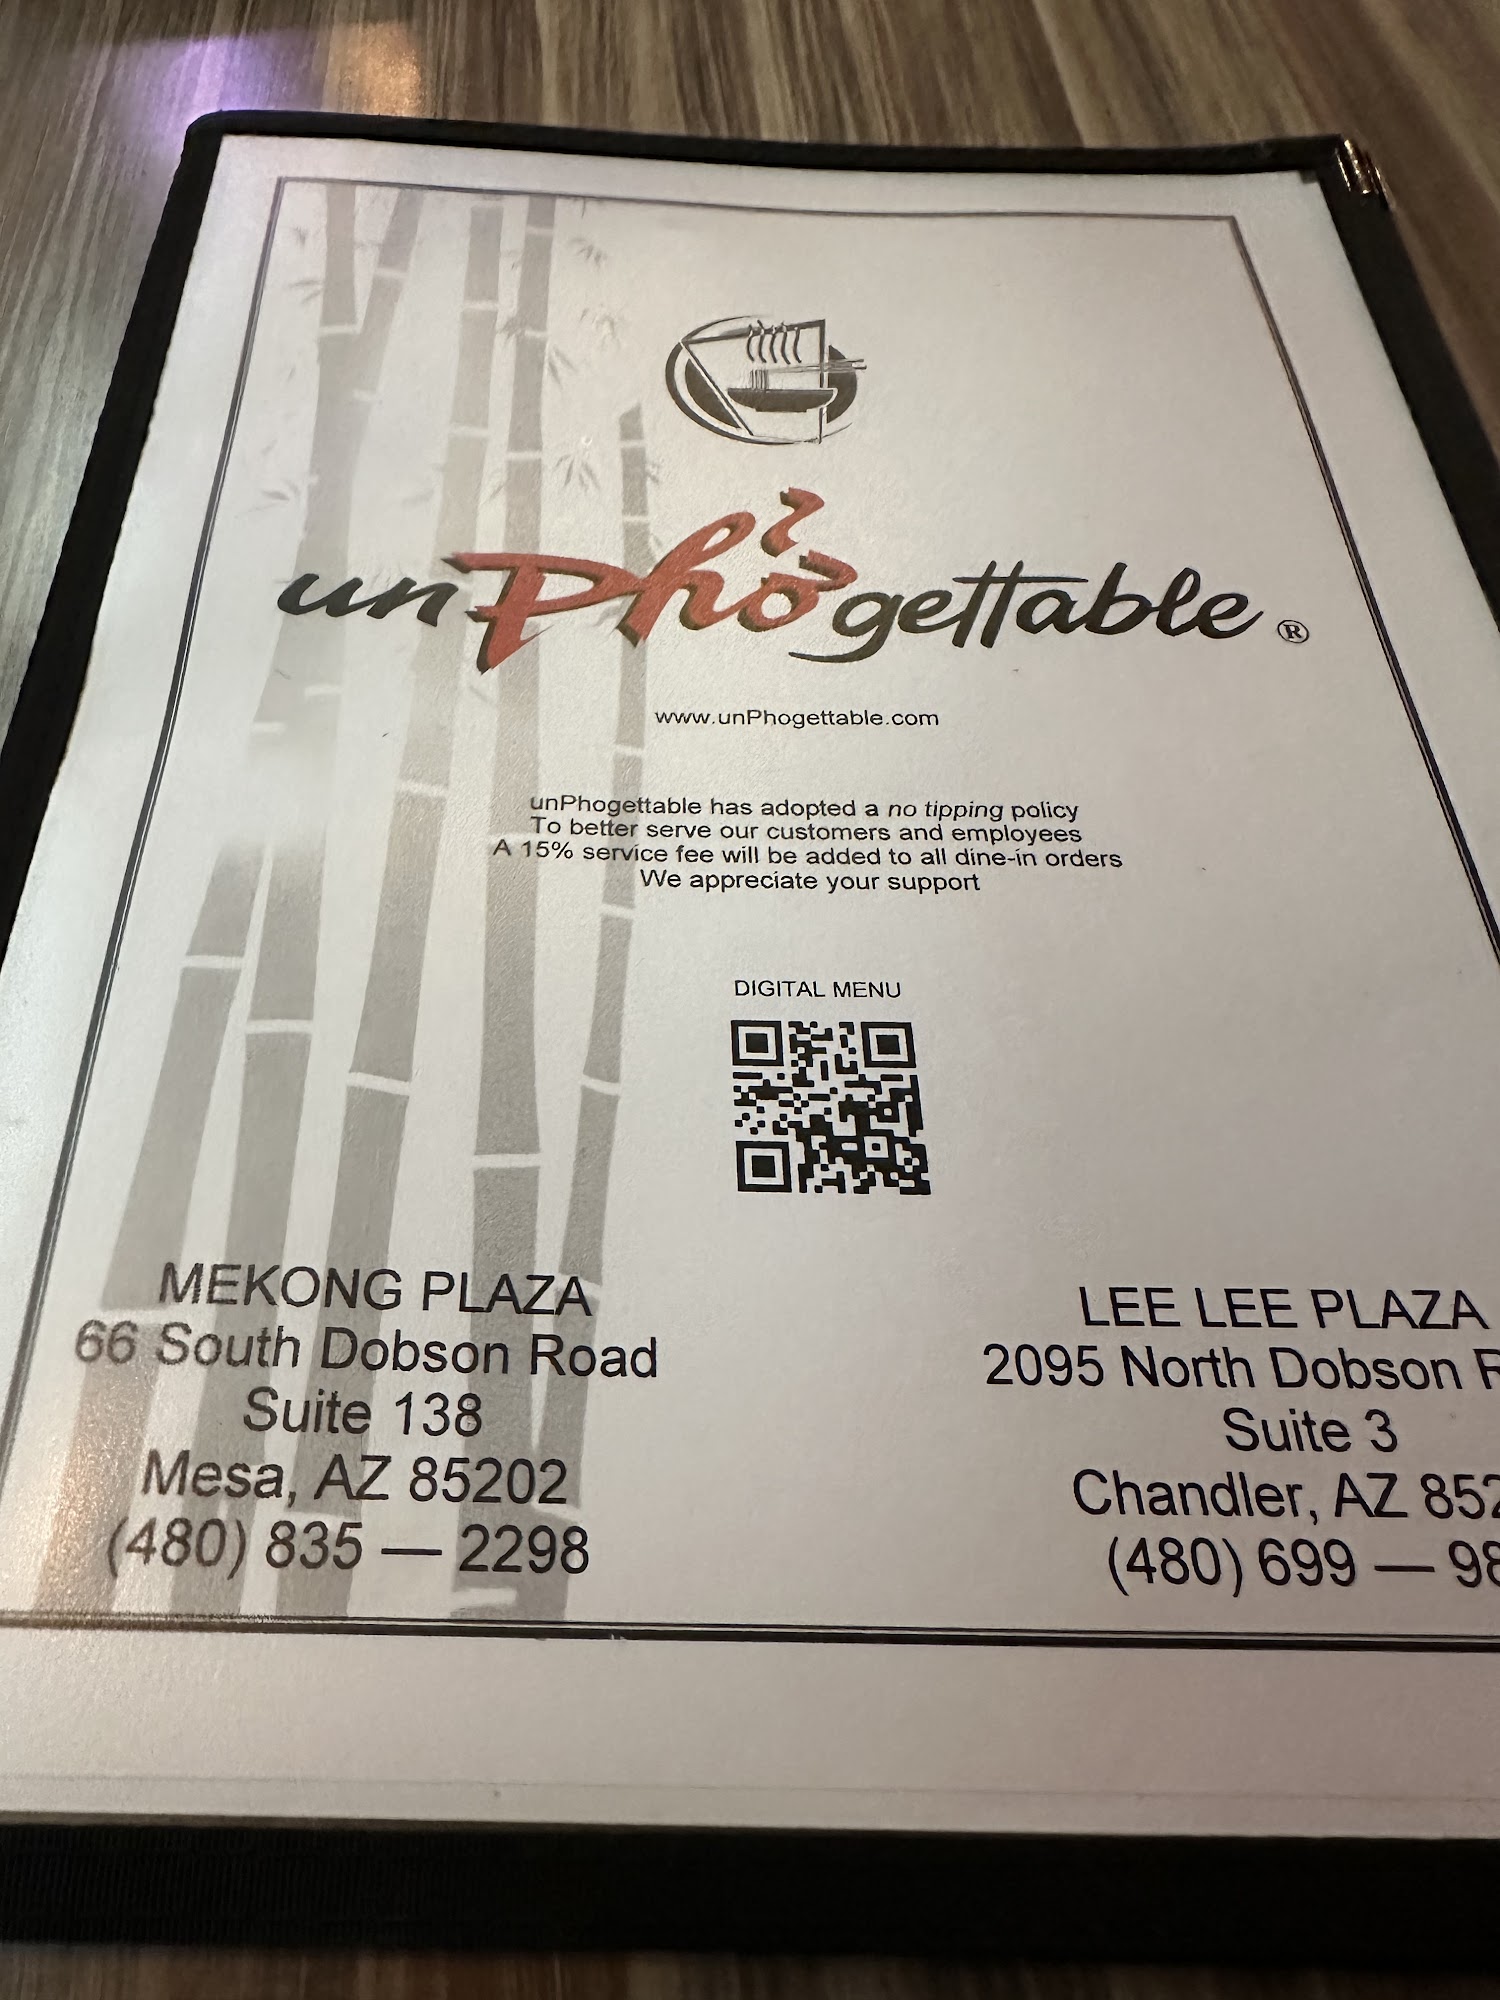 unPhởgettable ®
www.unPhogettable.com
unPhogettable has adopted a no tipping policy
To better serve our customers and employees
A 15% service fee will be added to all dine-in orders
We appreciate your support
DIGITAL MENU
MEKONG PLAZA
66 South Dobson Road
Suite 138
Mesa, AZ 85202
(480) 835 — 2298
LEE LEE PLAZA
2095 North Dobson
Suite 3
Chandler, AZ
(480) 699 —